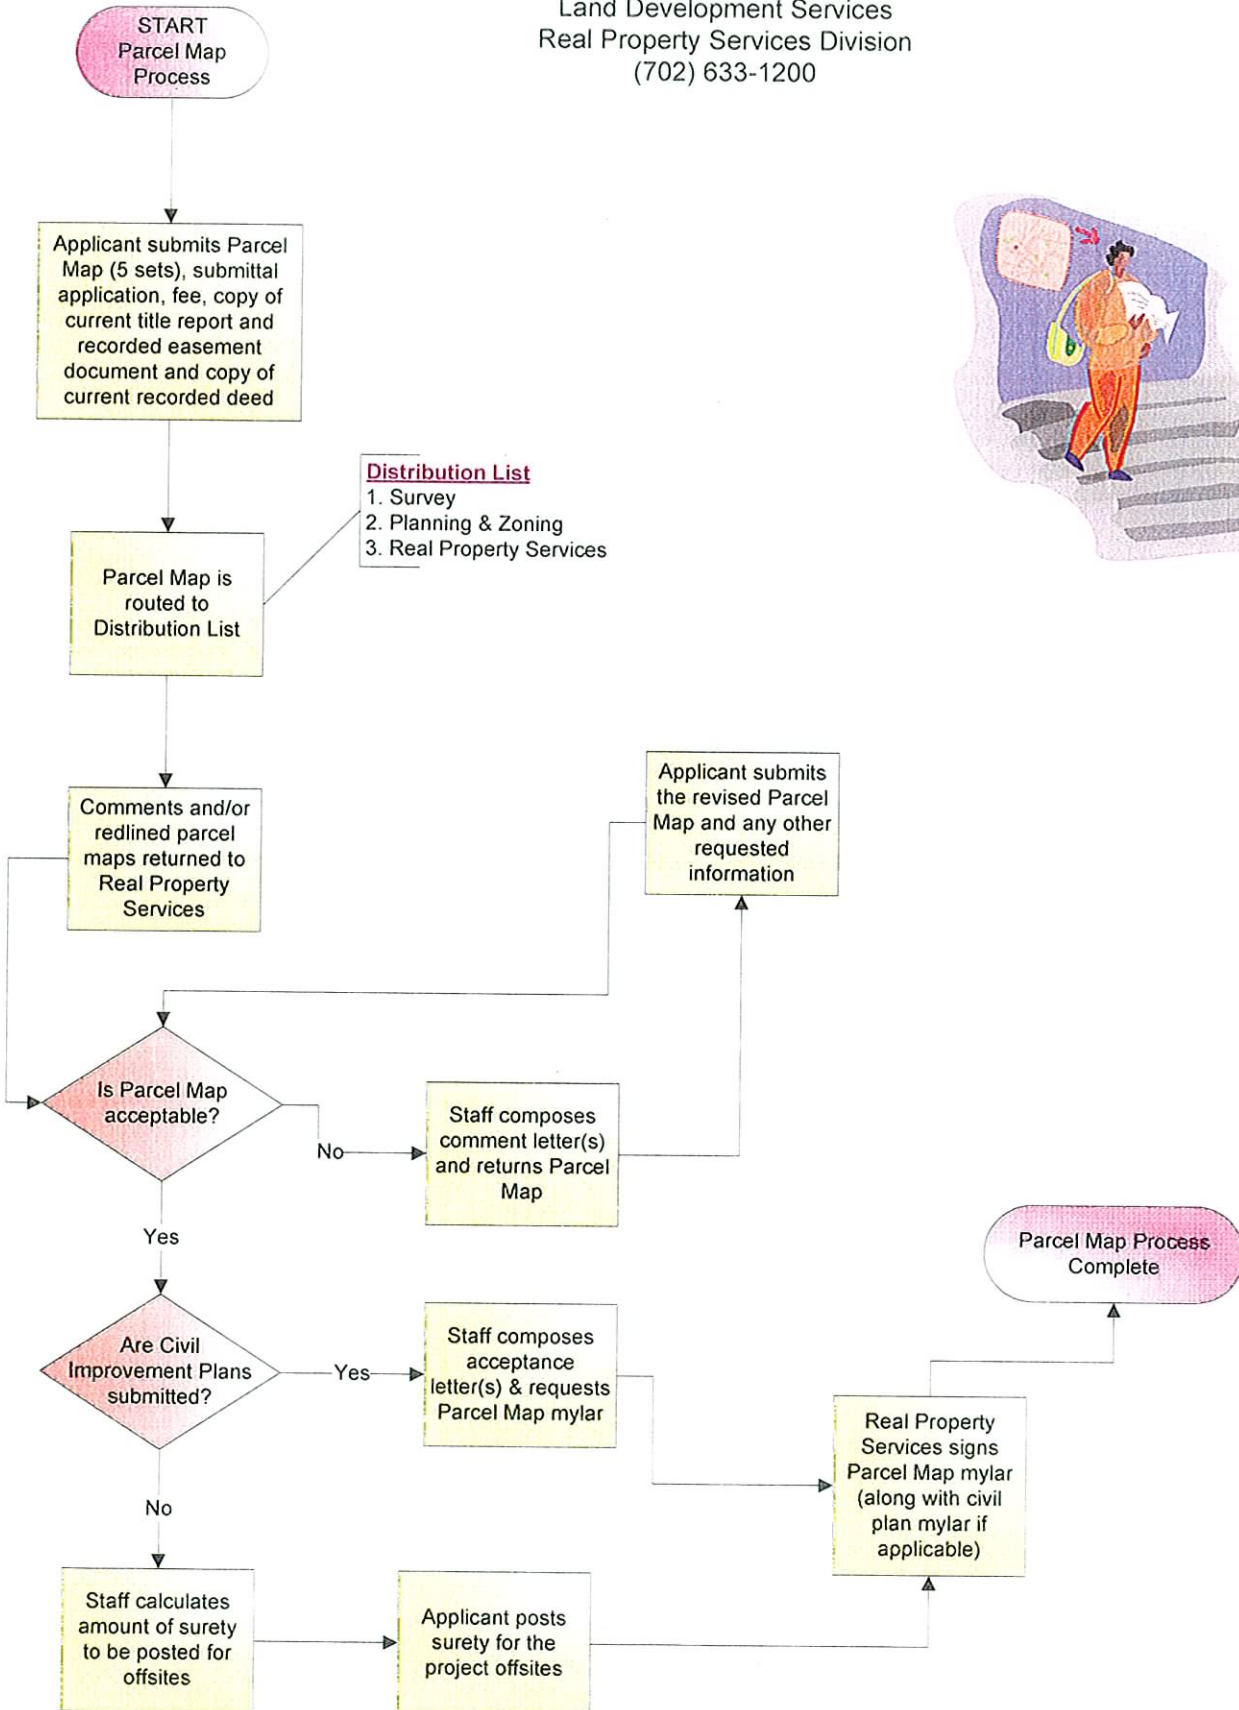 Land Development Services
Real Property Services Division
(702) 633-1200
START
Parcel Map
Process
Applicant submits Parcel
Map (5 sets), submittal
application, fee, copy of
current title report and
recorded easement
document and copy of
current recorded deed
Distribution List
1. Survey
2. Planning & Zoning
3. Real Property Services
Parcel Map is
routed to
Distribution List
Comments and/or
redlined parcel
maps returned to
Real Property
Services
Applicant submits
the revised Parcel
Map and any other
requested
information
Is Parcel Map
acceptable?
No
Staff composes
comment letter(s)
and returns Parcel
Map
Yes
Are Civil
Improvement Plans
submitted?
Yes
Staff composes
acceptance
letter(s) & requests
Parcel Map mylar
Parcel Map Process
Complete
Real Property
Services signs
Parcel Map mylar
(along with civil
plan mylar if
applicable)
No
Staff calculates
amount of surety
to be posted for
offsites
Applicant posts
surety for the
project offsites